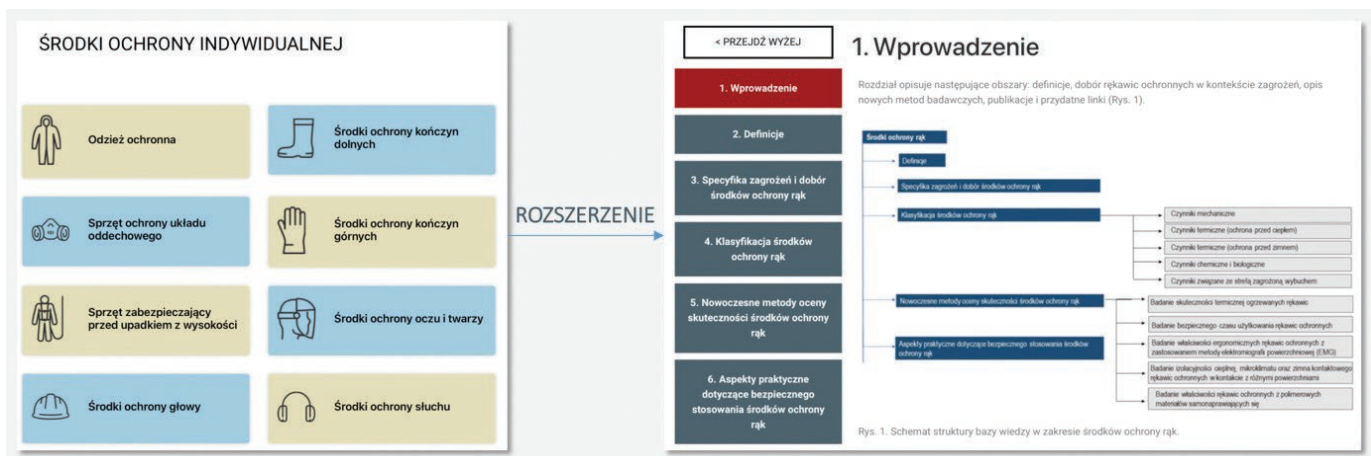 ŚRODKI OCHRONY INDYWIDUALNEJ
Odzież ochronna
Środki ochrony kończyn
dolnych
Sprzęt ochrony układu
oddechowego
Środki ochrony kończyn
górnych
Sprzęt zabezpieczający
przed upadkiem z wysokości
Środki ochrony oczu i twarzy
Środki ochrony głowy
Środki ochrony słuchu
ROZSZERZENIE
< PRZEJDŹ WYŻEJ
1. Wprowadzenie
2. Definicje
3. Specyfika zagrożeń i dobór
środków ochrony rąk
4. Klasyfikacja środków
ochrony rąk
5. Nowoczesne metody oceny
skuteczności środków ochrony
rąk
6. Aspekty praktyczne
dotyczące bezpiecznego
stosowania środków ochrony
rąk
1. Wprowadzenie
Rozdział opisuje następujące obszary: definicje, dobór rękawic ochronnych w kontekście zagrożeń, opis
nowych metod badawczych, publikacje i przydatne linki (Rys. 1).
Środki ochrony rąk
Definicje
Specyfika zagrożeń i dobór środków ochrony rąk
Klasyfikacja środków ochrony rąk
Czynniki mechaniczne
Czynniki termiczne (ochrona przed ciepłem)
Czynniki termiczne (ochrona przed zimnem)
Czynniki chemiczne i biologiczne
Czynniki związane ze strefą zagrożoną wybuchem
Nowoczesne metody oceny skuteczności środków ochrony rąk
Badanie skuteczności termicznej ogrzewanych rękawic
Badanie bezpiecznego czasu użytkowania rękawic ochronnych
Badanie właściwości ergonomicznych rękawic ochronnych z
zastosowaniem metody elektromiografii powierzchniowej (EMG)
Badanie izolacyjności cieplnej, mikroklimatu oraz zimna kontaktowego
rękawic ochronnych w kontakcie z różnymi powierzchniami
Badanie właściwości rękawic ochronnych z polimerowych
materiałów samonaprawiających się
Aspekty praktyczne dotyczące bezpiecznego stosowania środków
ochrony rąk
Rys. 1. Schemat struktury bazy wiedzy w zakresie środków ochrony rąk.